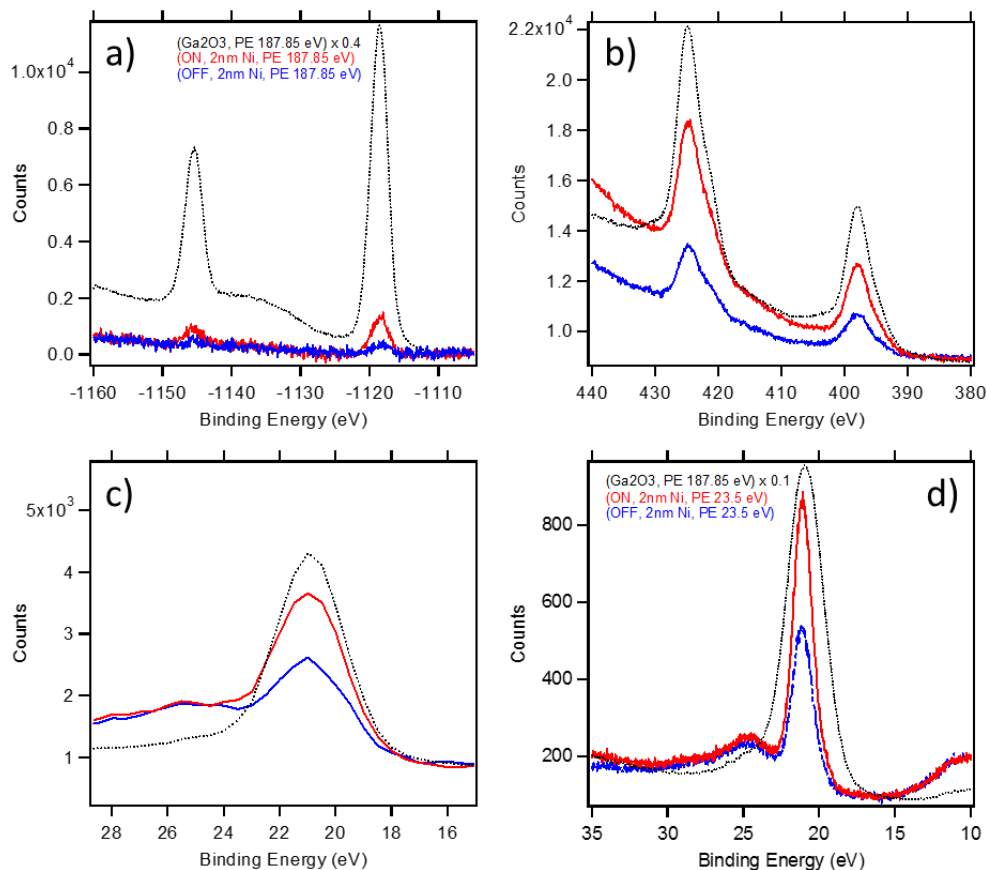 a)
(Ga2O3, PE 187.85 eV) x 0.4
(ON, 2nm Ni, PE 187.85 eV)
(OFF, 2nm Ni, PE 187.85 eV)
1.0x10⁴
0.8
0.6
0.4
0.2
0.0
Counts
-1160 -1150 -1140 -1130 -1120 -1110
Binding Energy (eV)
b)
2.2x10⁴
2.0
1.8
1.6
1.4
1.2
1.0
Counts
440 430 420 410 400 390 380
Binding Energy (eV)
c)
5x10³
4
3
2
1
Counts
28 26 24 22 20 18 16
Binding Energy (eV)
d)
(Ga2O3, PE 187.85 eV) x 0.1
(ON, 2nm Ni, PE 23.5 eV)
(OFF, 2nm Ni, PE 23.5 eV)
800
600
400
200
Counts
35 30 25 20 15 10
Binding Energy (eV)